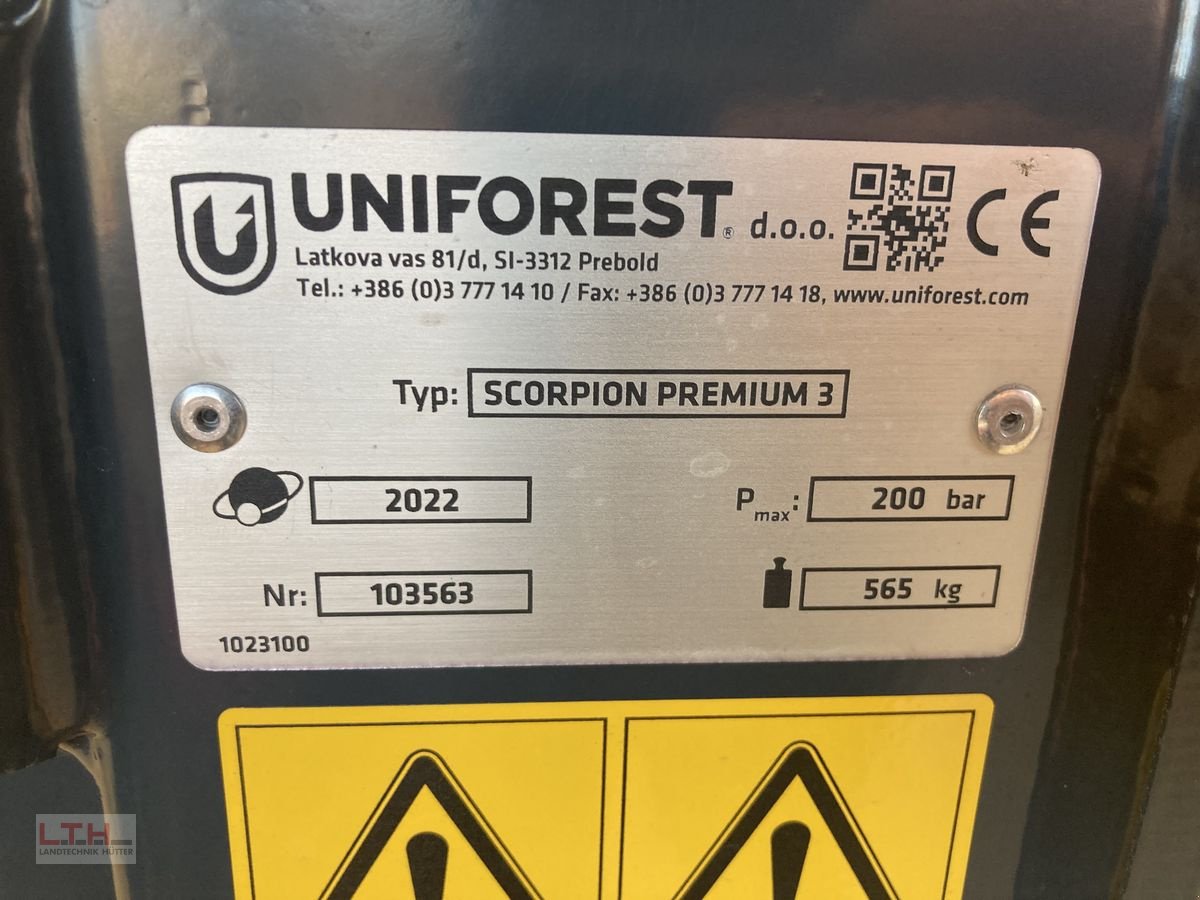 UNIFOREST® d.o.o. CE
Latkova vas 81/d, SI-3312 Prebold
Tel.: +386 (0)3 777 14 10 / Fax: +386 (0)3 777 14 18, www.uniforest.com
Typ: SCORPION PREMIUM 3
2022 Pmax: 200 bar
Nr: 103563 565 kg
1023100
LTH
LANDTECHNIK HÜTTER